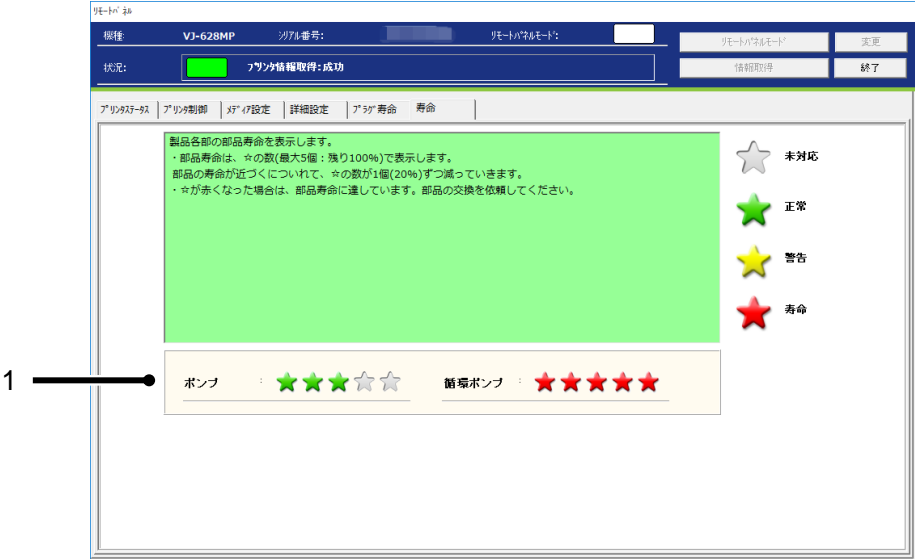 ﾘﾓｰﾄﾊﾟﾈﾙ
機種:
VJ-628MP
ｼﾘｱﾙ番号:
ﾘﾓｰﾄﾊﾟﾈﾙﾓｰﾄﾞ:
ﾘﾓｰﾄﾊﾟﾈﾙﾓｰﾄﾞ
変更
状況:
ﾌﾟﾘﾝﾀ情報取得:成功
情報取得
終了
ﾌﾟﾘﾝﾀｽﾃｰﾀｽ
ﾌﾟﾘﾝﾀ制御
ﾒﾃﾞｨｱ設定
詳細設定
ﾌﾟﾗｸﾞ寿命
寿命
製品各部の部品寿命を表示します。
・部品寿命は、☆の数(最大5個：残り100%)で表示します。
部品の寿命が近づくについれて、☆の数が1個(20%)ずつ減っていきます。
・☆が赤くなった場合は、部品寿命に達しています。部品の交換を依頼してください。
未対応
正常
警告
寿命
1
ポンプ :
循環ポンプ :